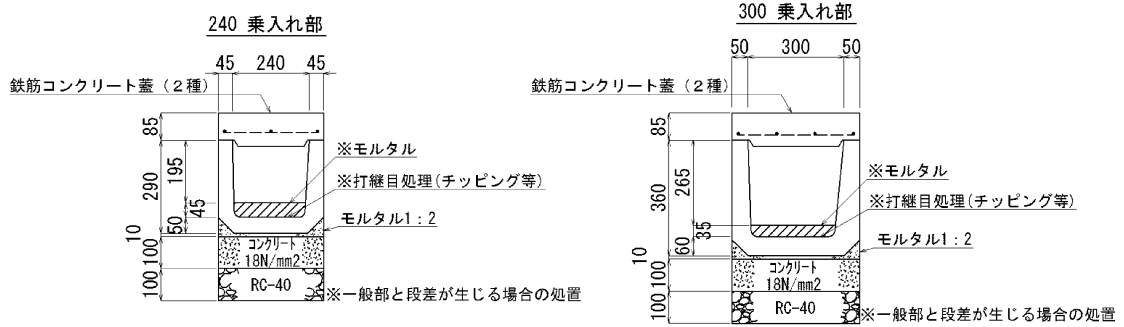 240 乗入れ部
45 240 45
鉄筋コンクリート蓋（２種）
85
290
195
45
50
10
100
100
※モルタル
※打継目処理(チッピング等)
モルタル1：2
コンクリート
18N/mm2
RC-40
※一般部と段差が生じる場合の処置
300 乗入れ部
50 300 50
鉄筋コンクリート蓋（２種）
85
360
265
35
60
10
100
100
※モルタル
※打継目処理(チッピング等)
モルタル1：2
コンクリート
18N/mm2
RC-40
※一般部と段差が生じる場合の処置